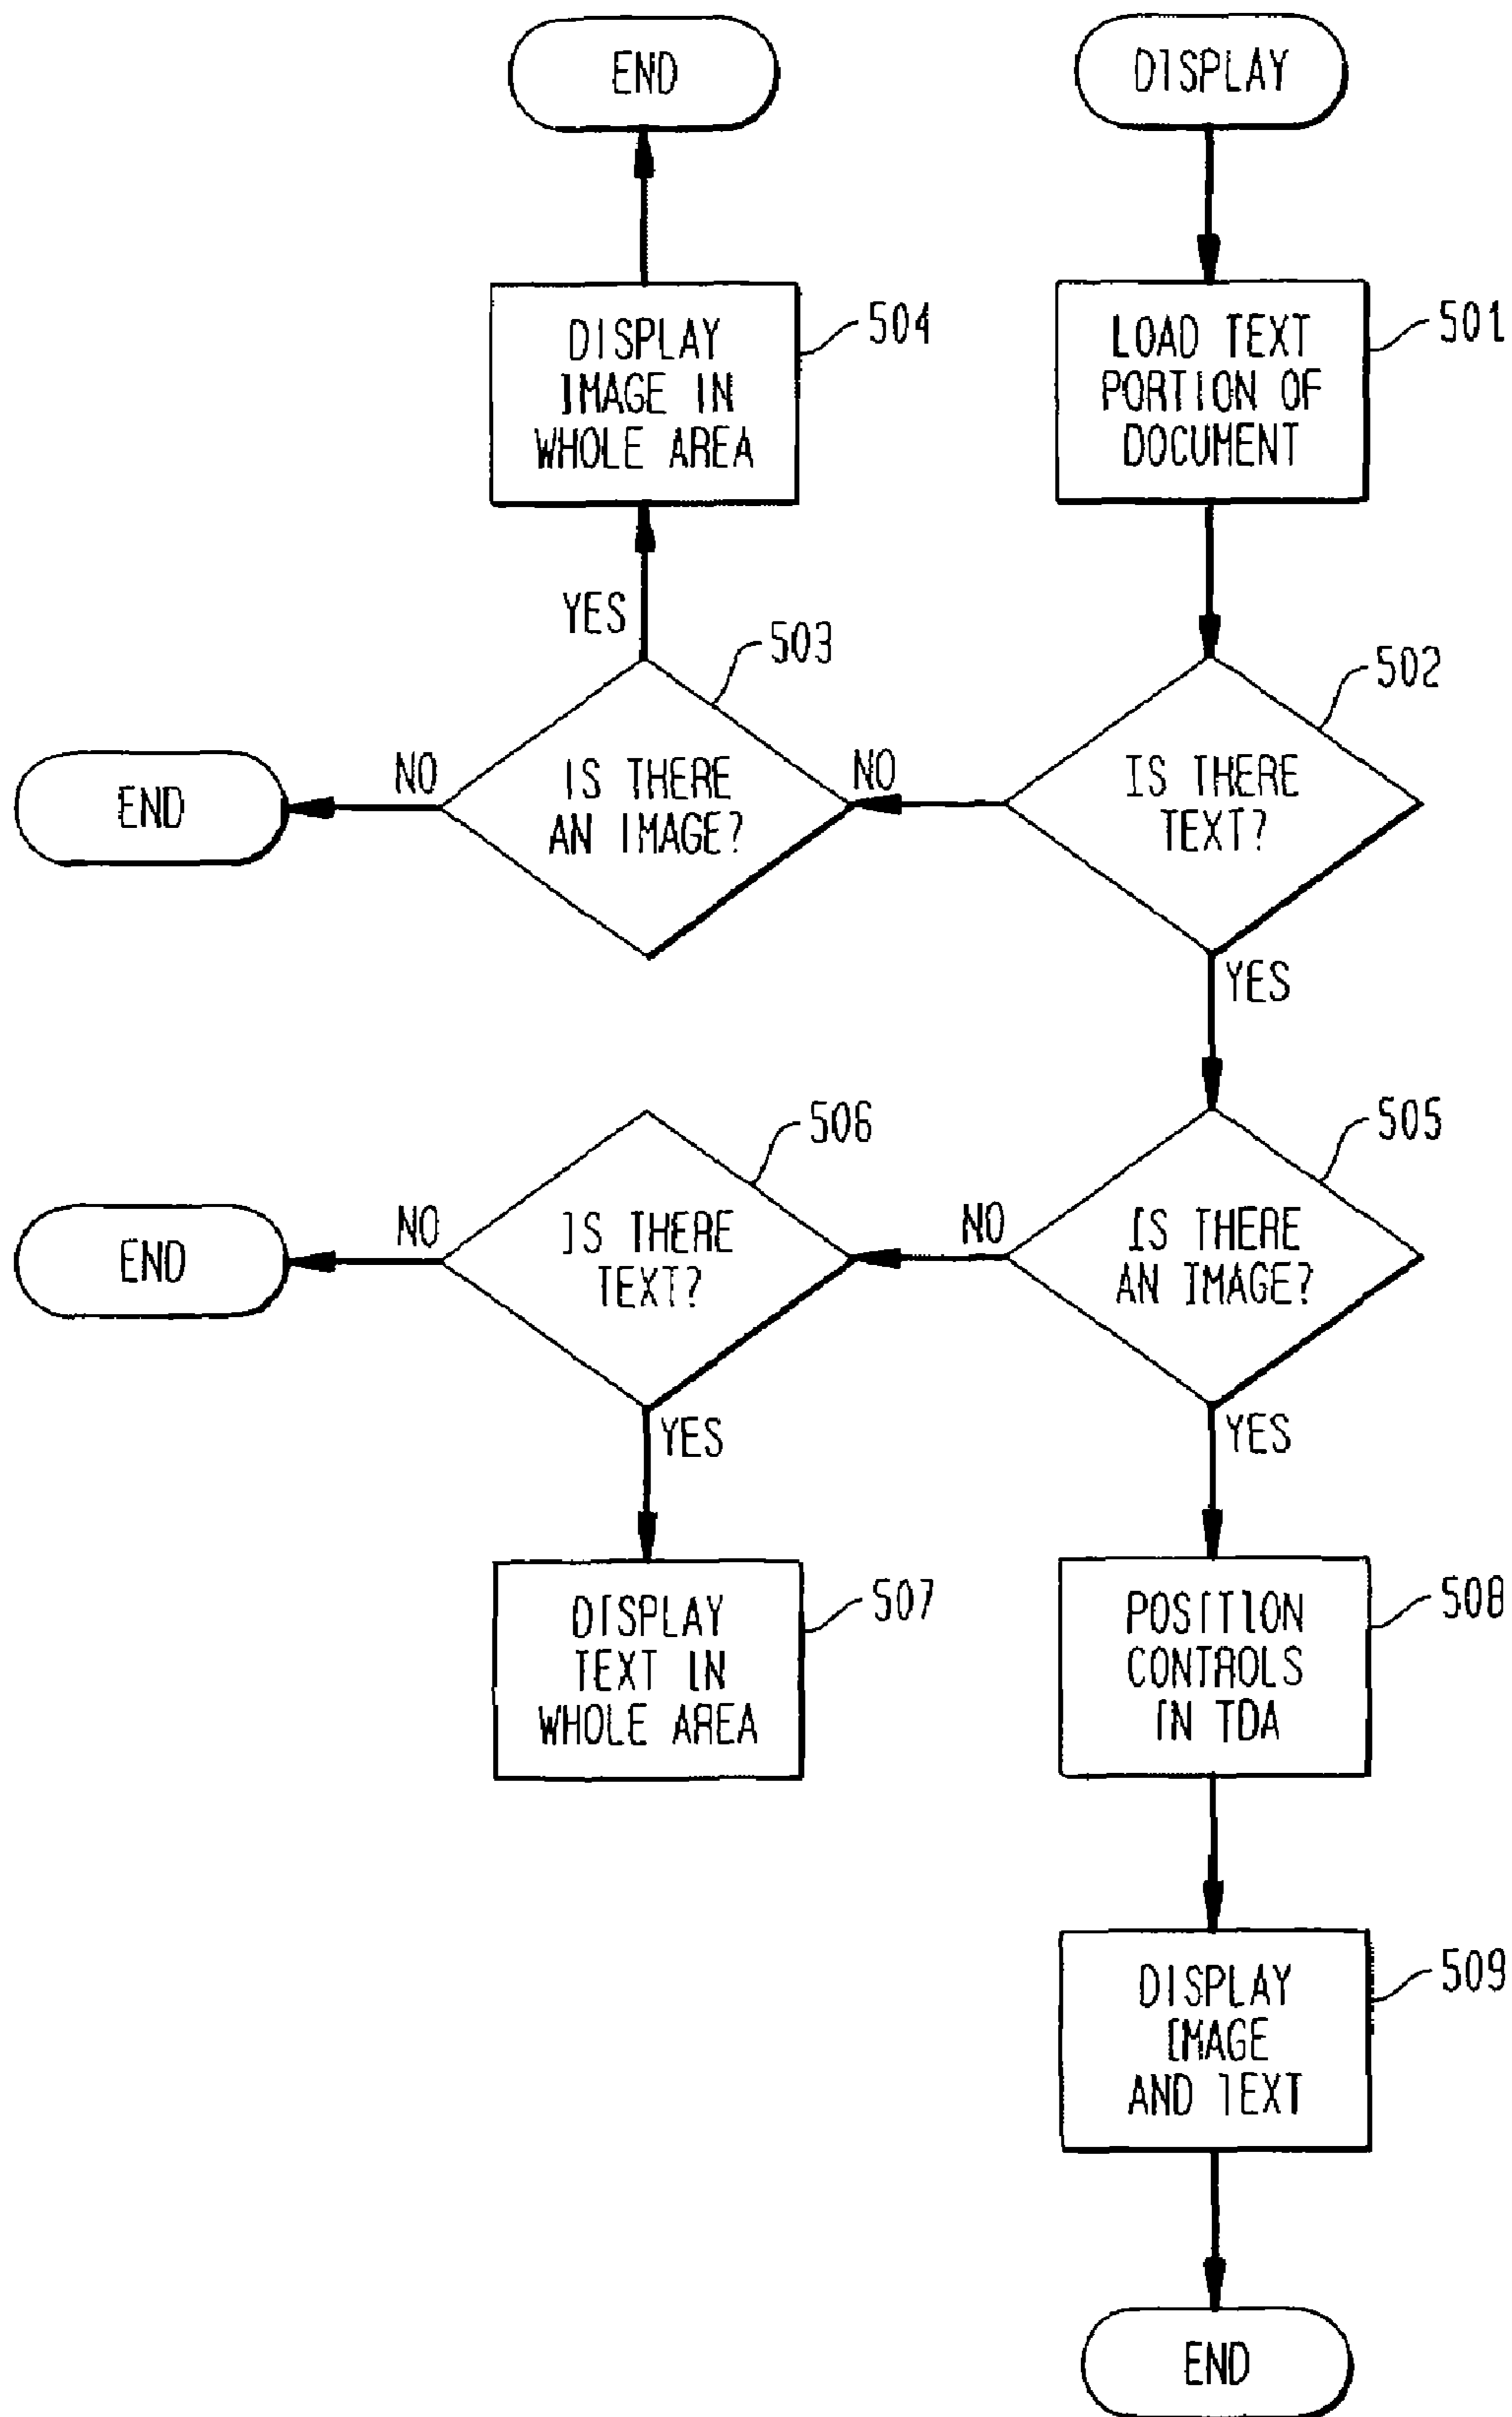 END
DISPLAY
DISPLAY
IMAGE IN
WHOLE AREA
504
LOAD TEXT
PORTION OF
DOCUMENT
501
YES
503
502
NO
IS THERE
AN IMAGE?
NO
IS THERE
TEXT?
END
YES
506
505
NO
IS THERE
TEXT?
NO
IS THERE
AN IMAGE?
END
YES
YES
DISPLAY
TEXT IN
WHOLE AREA
507
POSITION
CONTROLS
IN TDA
508
DISPLAY
IMAGE
AND TEXT
509
END